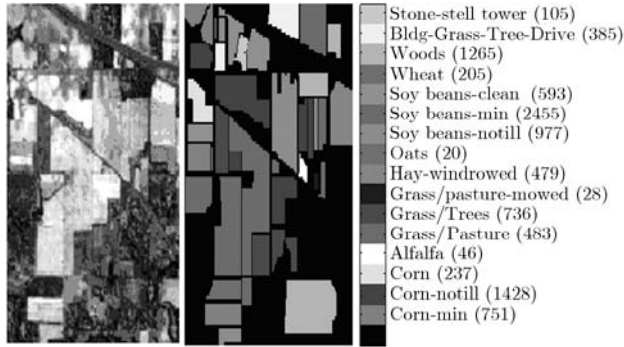 Stone-stell tower (105)
Bldg-Grass-Tree-Drive (385)
Woods (1265)
Wheat (205)
Soy beans-clean (593)
Soy beans-min (2455)
Soy beans-notill (977)
Oats (20)
Hay-windrowed (479)
Grass/pasture-mowed (28)
Grass/Trees (736)
Grass/Pasture (483)
Alfalfa (46)
Corn (237)
Corn-notill (1428)
Corn-min (751)